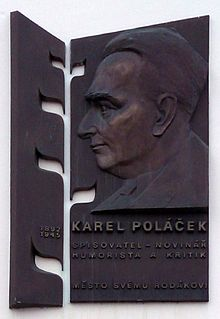 KAREL POLÁČEK
1892
1945
SPISOVATEL – NOVINÁŘ
HUMORISTA A KRITIK
MĚSTO SVÉMU RODÁKOVI